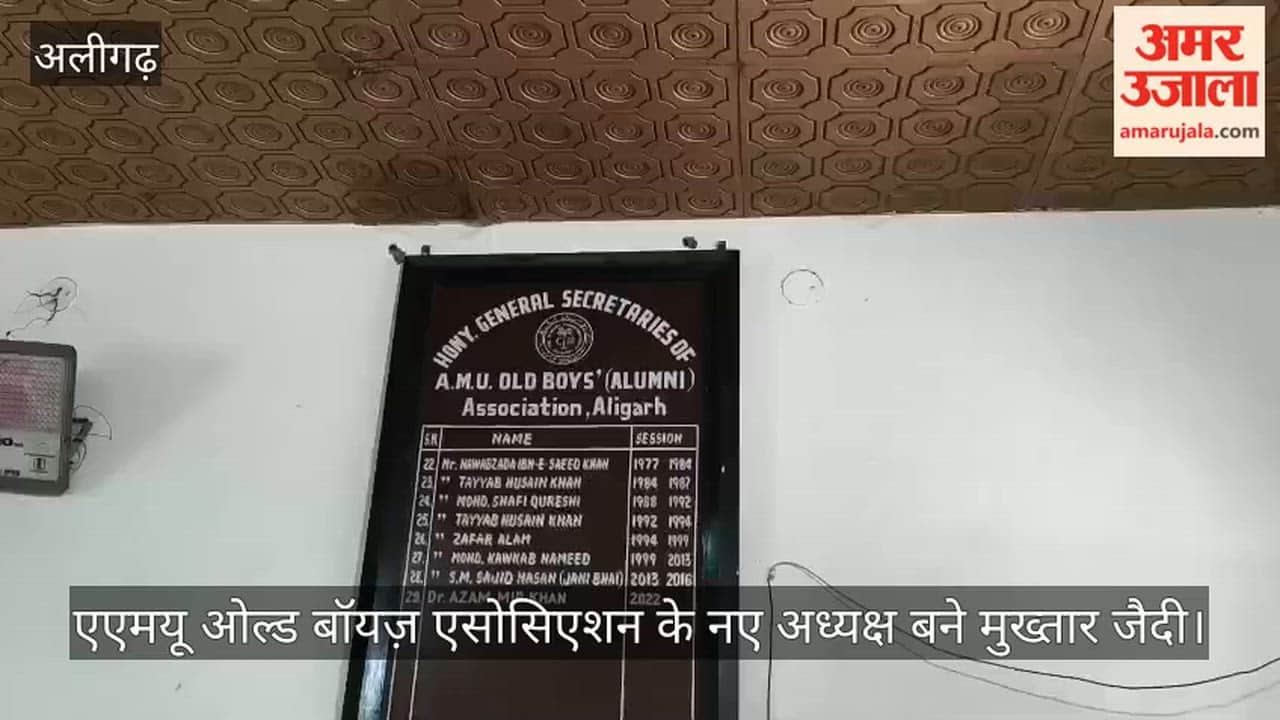 अलीगढ़
अमर
उजाला
amarujala.com
HONY. GENERAL SECRETARIES OF
A.M.U. OLD BOYS' (ALUMNI)
Association, Aligarh
S.N NAME SESSION
22. Mr. NAWABZADA IBN-E-SAEED KHAN 1977 1984
23. " TAYYAB HUSAIN KHAN 1984 1987
24. " MOHD. SHAFI QURESHI 1988 1992
25. " TAYYAB HUSAIN KHAN 1992 1994
26. " ZAFAR ALAM 1994 1999
27. " MOHD. KAWKAB HAMEED 1999 2013
28. " S.M. SAJID HASAN (JANI BHAI) 2013 2016
29. Dr. AZAM MIR KHAN 2022
एएमयू ओल्ड बॉयज़ एसोसिएशन के नए अध्यक्ष बने मुख्तार जैदी।